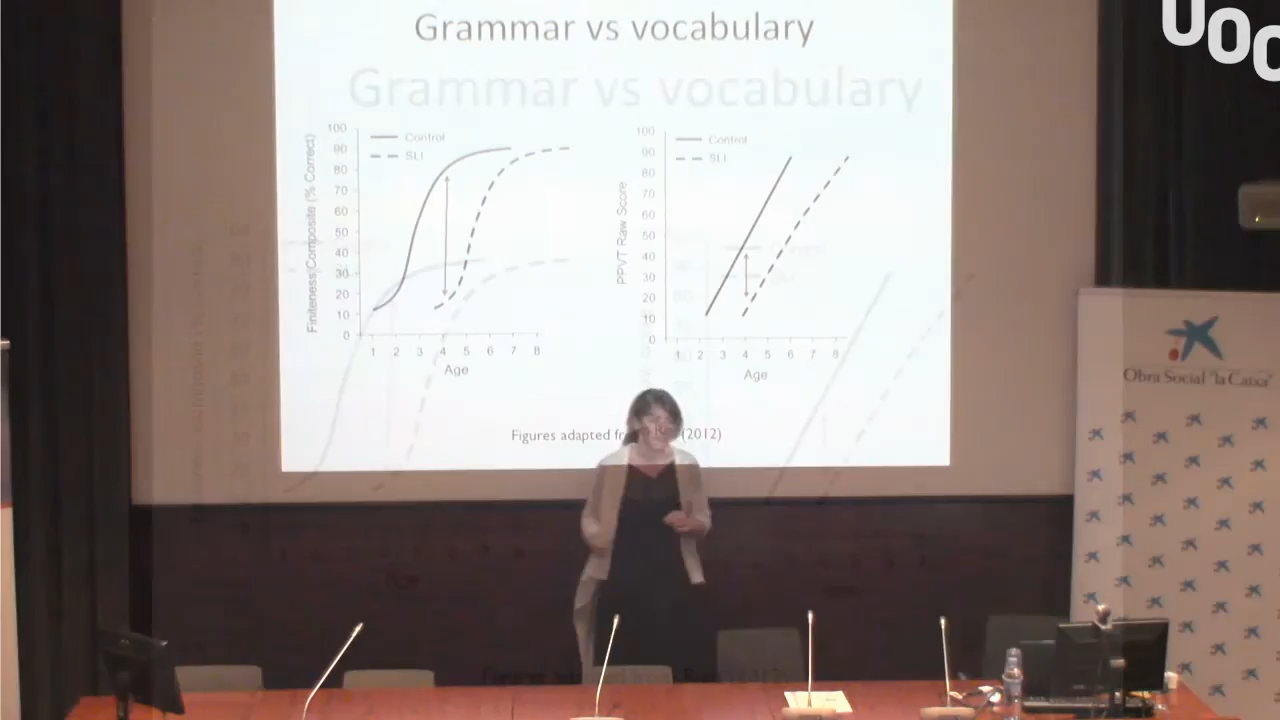 UOC
Grammar vs vocabulary
Grammar vs vocabulary
Finiteness Composite (% Correct)
100
90
80
70
60
50
40
30
20
10
0
Control
SLI
1 2 3 4 5 6 7 8
Age
PPVT Raw Score
100
90
80
70
60
50
40
30
20
10
0
Control
SLI
1 2 3 4 5 6 7 8
Age
Figures adapted (2012)
Obra Social "la Caixa"